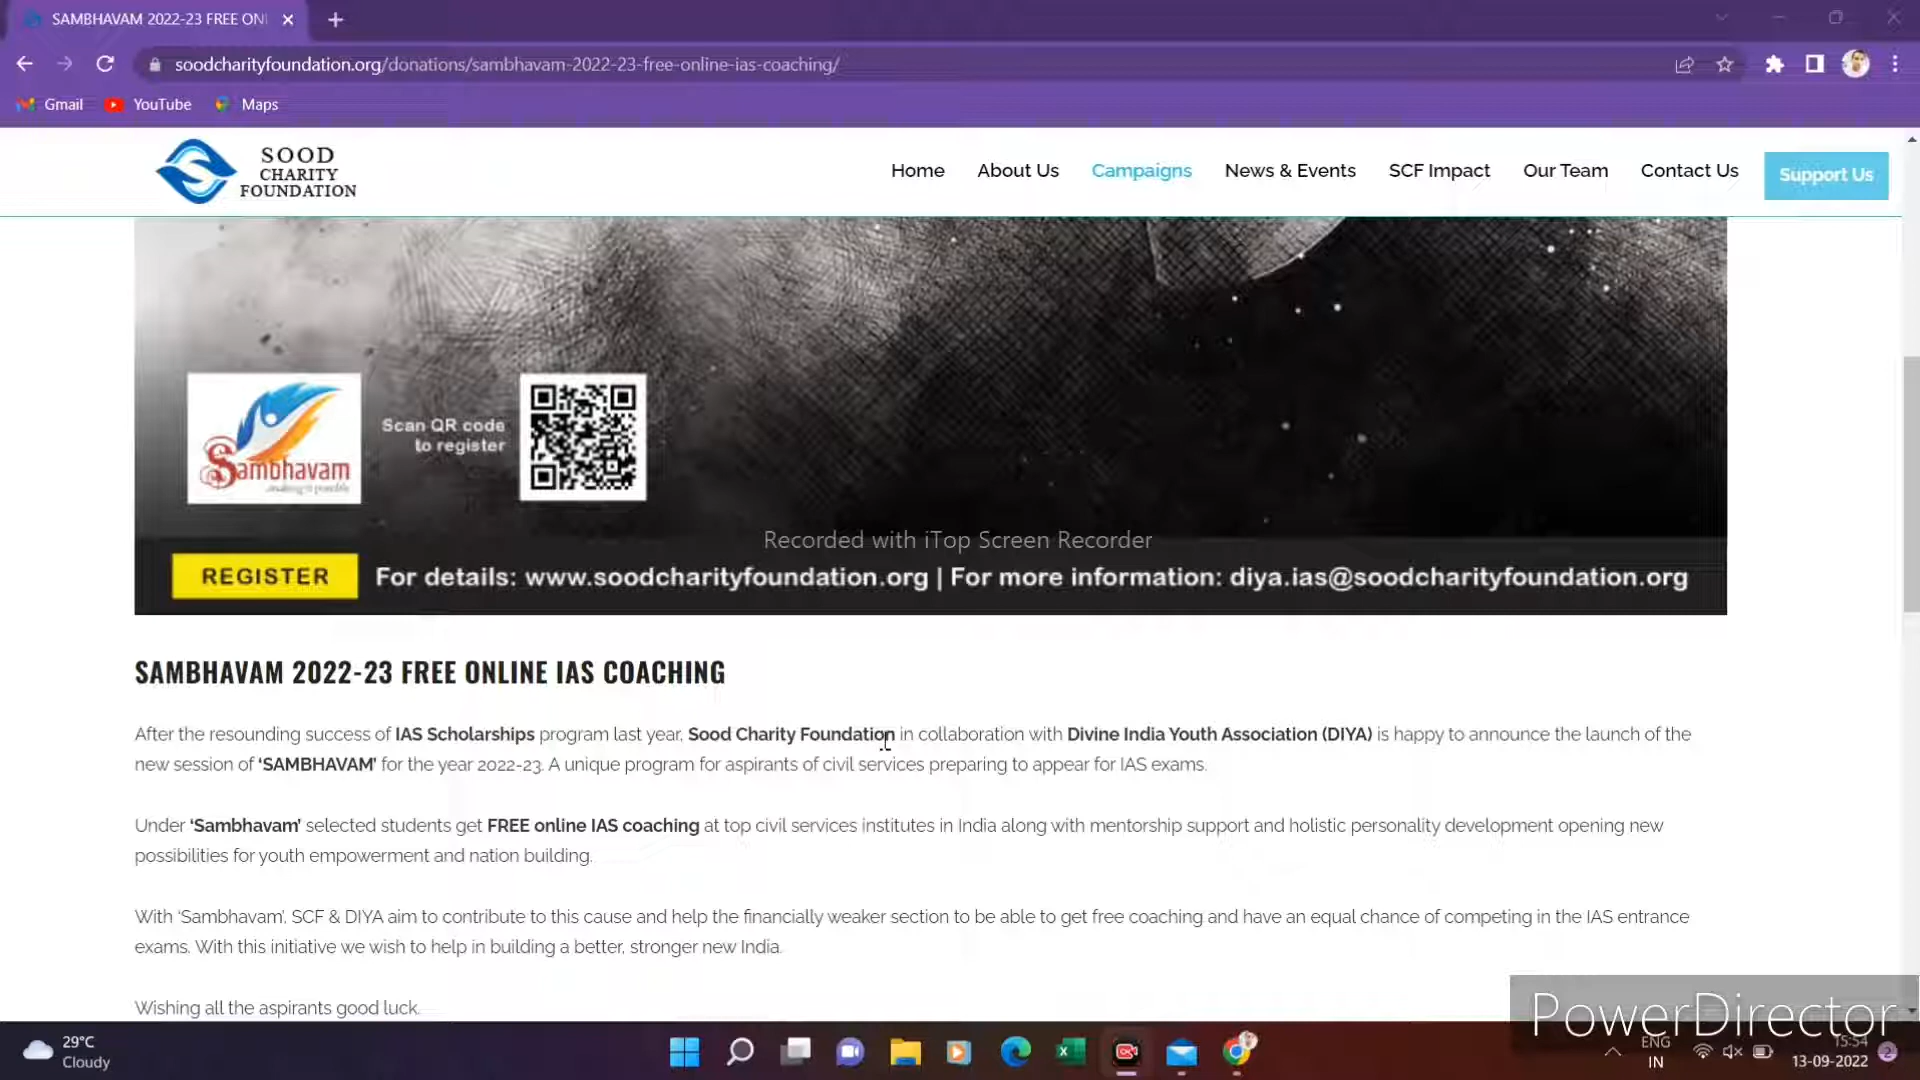 SAMBHAVAM 2022-23 FREE ONL
soodcharityfoundation.org/donations/sambhavam-2022-23-free-online-ias-coaching/
Gmail YouTube Maps
SOOD
CHARITY
FOUNDATION
Home About Us Campaigns News & Events SCF Impact Our Team Contact Us Support Us
Scan QR code
to register
Sambhavam
...making it possible
Recorded with iTop Screen Recorder
REGISTER For details: www.soodcharityfoundation.org | For more information: diya.ias@soodcharityfoundation.org
SAMBHAVAM 2022-23 FREE ONLINE IAS COACHING
After the resounding success of IAS Scholarships program last year, Sood Charity Foundation in collaboration with Divine India Youth Association (DIYA) is happy to announce the launch of the
new session of ‘SAMBHAVAM’ for the year 2022-23. A unique program for aspirants of civil services preparing to appear for IAS exams.
Under ‘Sambhavam’ selected students get FREE online IAS coaching at top civil services institutes in India along with mentorship support and holistic personality development opening new
possibilities for youth empowerment and nation building.
With ‘Sambhavam’, SCF & DIYA aim to contribute to this cause and help the financially weaker section to be able to get free coaching and have an equal chance of competing in the IAS entrance
exams. With this initiative we wish to help in building a better, stronger new India.
Wishing all the aspirants good luck.
PowerDirector
29°C
Cloudy
ENG
IN
15:54
13-09-2022
2